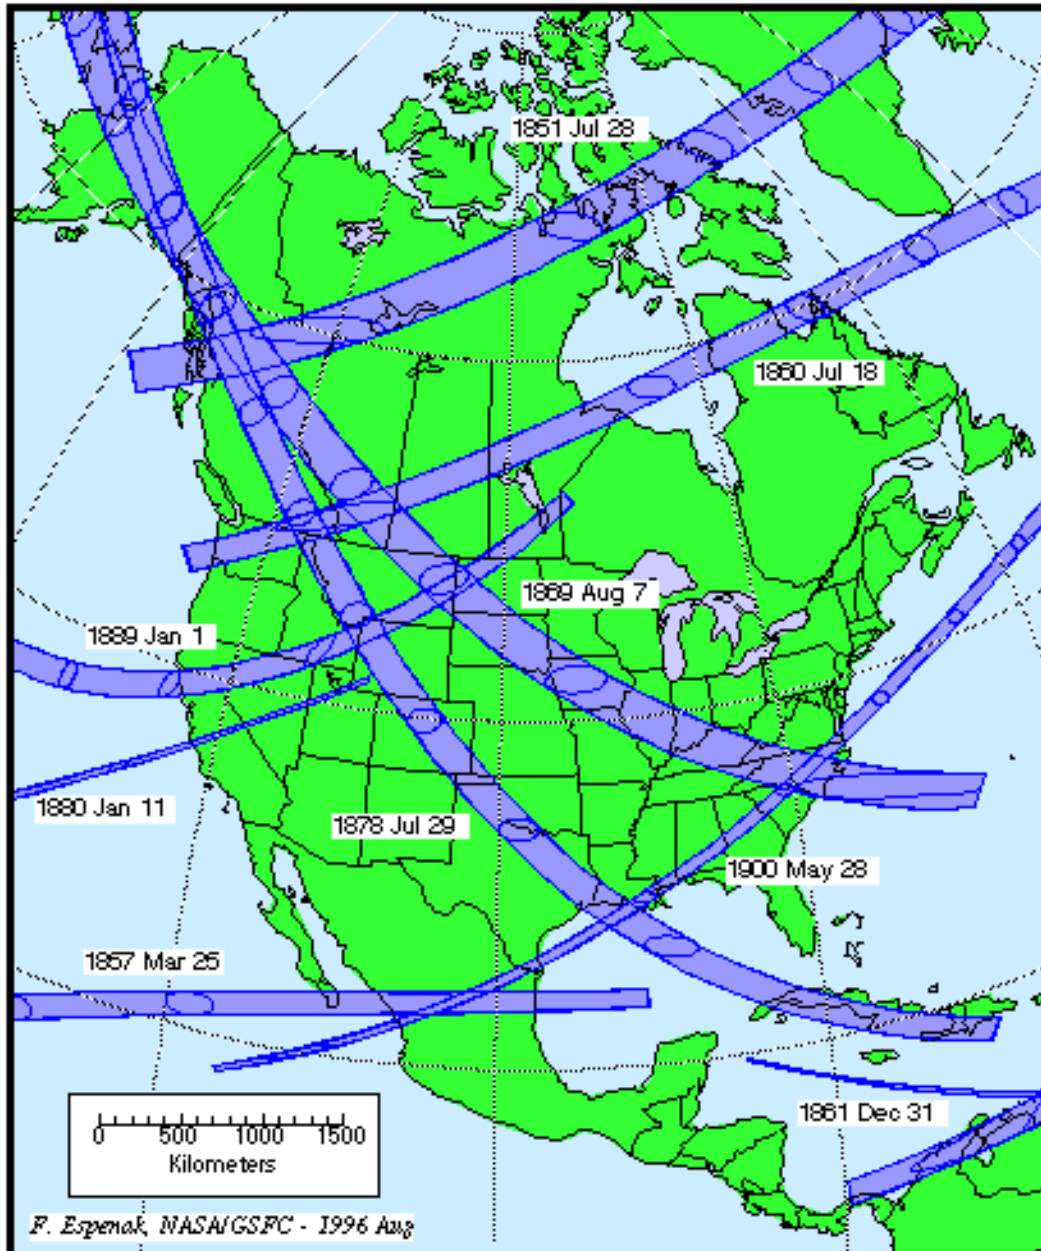 1851 Jul 28
1860 Jul 18
1869 Aug 7
1889 Jan 1
1880 Jan 11
1878 Jul 29
1900 May 28
1857 Mar 25
1861 Dec 31
0 500 1000 1500
Kilometers
F. Espenak, NASA/GSFC - 1996 Aug